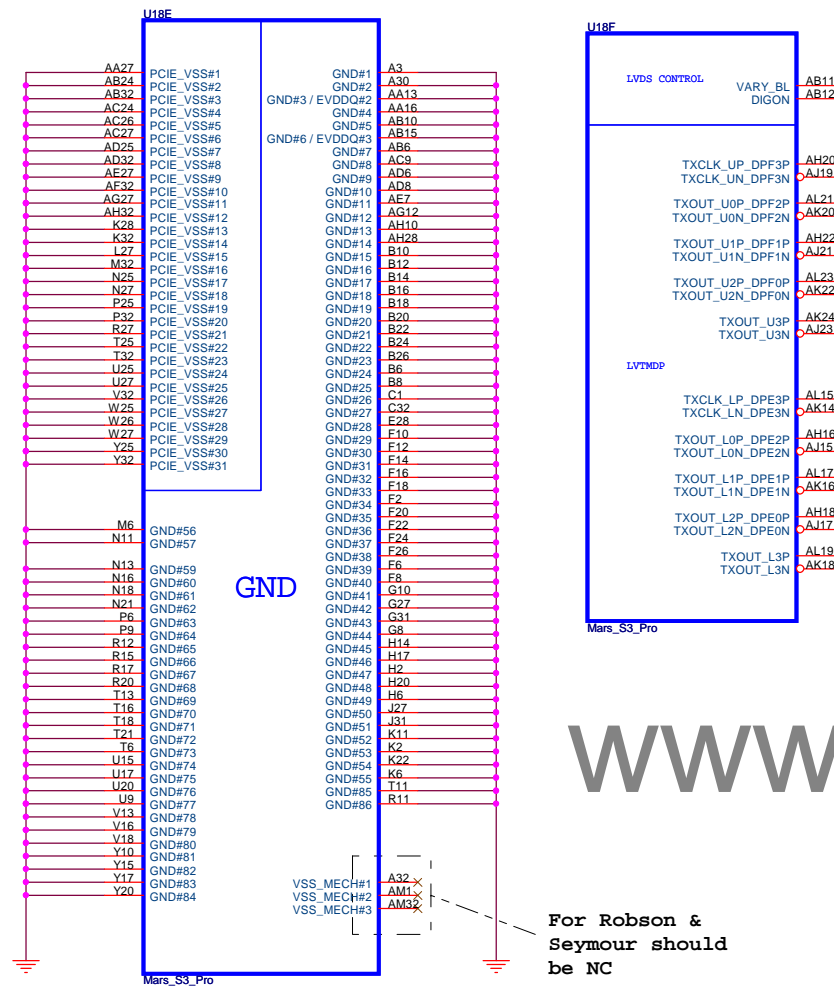 U18E
AA27 PCIE_VSS#1
AB24 PCIE_VSS#2
AB32 PCIE_VSS#3
AC24 PCIE_VSS#4
AC26 PCIE_VSS#5
AC27 PCIE_VSS#6
AD25 PCIE_VSS#7
AD32 PCIE_VSS#8
AE27 PCIE_VSS#9
AF32 PCIE_VSS#10
AG27 PCIE_VSS#11
AH32 PCIE_VSS#12
K28 PCIE_VSS#13
K32 PCIE_VSS#14
L27 PCIE_VSS#15
M32 PCIE_VSS#16
N25 PCIE_VSS#17
N27 PCIE_VSS#18
P25 PCIE_VSS#19
P32 PCIE_VSS#20
R27 PCIE_VSS#21
T25 PCIE_VSS#22
T32 PCIE_VSS#23
U25 PCIE_VSS#24
U27 PCIE_VSS#25
V32 PCIE_VSS#26
W25 PCIE_VSS#27
W26 PCIE_VSS#28
W27 PCIE_VSS#29
Y25 PCIE_VSS#30
Y32 PCIE_VSS#31
M6 GND#56
N11 GND#57
N13 GND#59
N16 GND#60
N18 GND#61
N21 GND#62
P6 GND#63
P9 GND#64
R12 GND#65
R15 GND#66
R17 GND#67
R20 GND#68
T13 GND#69
T16 GND#70
T18 GND#71
T21 GND#72
T6 GND#73
U15 GND#74
U17 GND#75
U20 GND#76
U9 GND#77
V13 GND#78
V16 GND#79
V18 GND#80
Y10 GND#81
Y15 GND#82
Y17 GND#83
Y20 GND#84
GND
GND#1 A3
GND#2 A30
GND#3 / EVDDQ#2 AA13
GND#4 AA16
GND#5 AB10
GND#6 / EVDDQ#3 AB15
GND#7 AB6
GND#8 AC9
GND#9 AD6
GND#10 AD8
GND#11 AE7
GND#12 AG12
GND#13 AH10
GND#14 AH28
GND#15 B10
GND#16 B12
GND#17 B14
GND#18 B16
GND#19 B18
GND#20 B20
GND#21 B22
GND#22 B24
GND#23 B26
GND#24 B6
GND#25 B8
GND#26 C1
GND#27 C32
GND#28 E28
GND#29 F10
GND#30 F12
GND#31 F14
GND#32 F16
GND#33 F18
GND#34 F2
GND#35 F20
GND#36 F22
GND#37 F24
GND#38 F26
GND#39 F6
GND#40 F8
GND#41 G10
GND#42 G27
GND#43 G31
GND#44 G8
GND#45 H14
GND#46 H17
GND#47 H2
GND#48 H20
GND#49 H6
GND#50 J27
GND#51 J31
GND#52 K11
GND#53 K2
GND#54 K22
GND#55 K6
GND#85 T11
GND#86 R11
VSS_MECH#1 A32
VSS_MECH#2 AM1
VSS_MECH#3 AM32
Mars_S3_Pro
For Robson &
Seymour should
be NC
U18F
LVDS CONTROL
VARY_BL AB11
DIGON AB12
TXCLK_UP_DPF3P AH20
TXCLK_UN_DPF3N AJ19
TXOUT_U0P_DPF2P AL21
TXOUT_U0N_DPF2N AK20
TXOUT_U1P_DPF1P AH22
TXOUT_U1N_DPF1N AJ21
TXOUT_U2P_DPF0P AL23
TXOUT_U2N_DPF0N AK22
TXOUT_U3P AK24
TXOUT_U3N AJ23
LVTMDP
TXCLK_LP_DPE3P AL15
TXCLK_LN_DPE3N AK14
TXOUT_L0P_DPE2P AH16
TXOUT_L0N_DPE2N AJ15
TXOUT_L1P_DPE1P AL17
TXOUT_L1N_DPE1N AK16
TXOUT_L2P_DPE0P AH18
TXOUT_L2N_DPE0N AJ17
TXOUT_L3P AL19
TXOUT_L3N AK18
Mars_S3_Pro
www